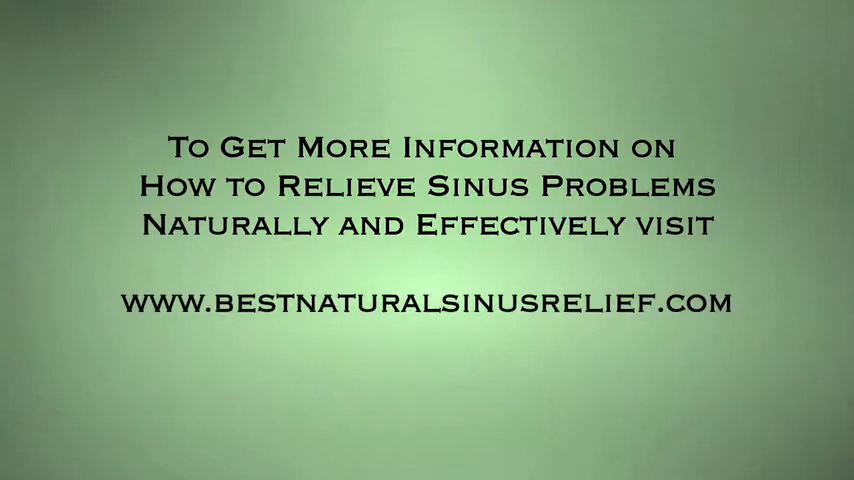 To Get More Information on
How to Relieve Sinus Problems
Naturally and Effectively visit
www.bestnaturalsinusrelief.com